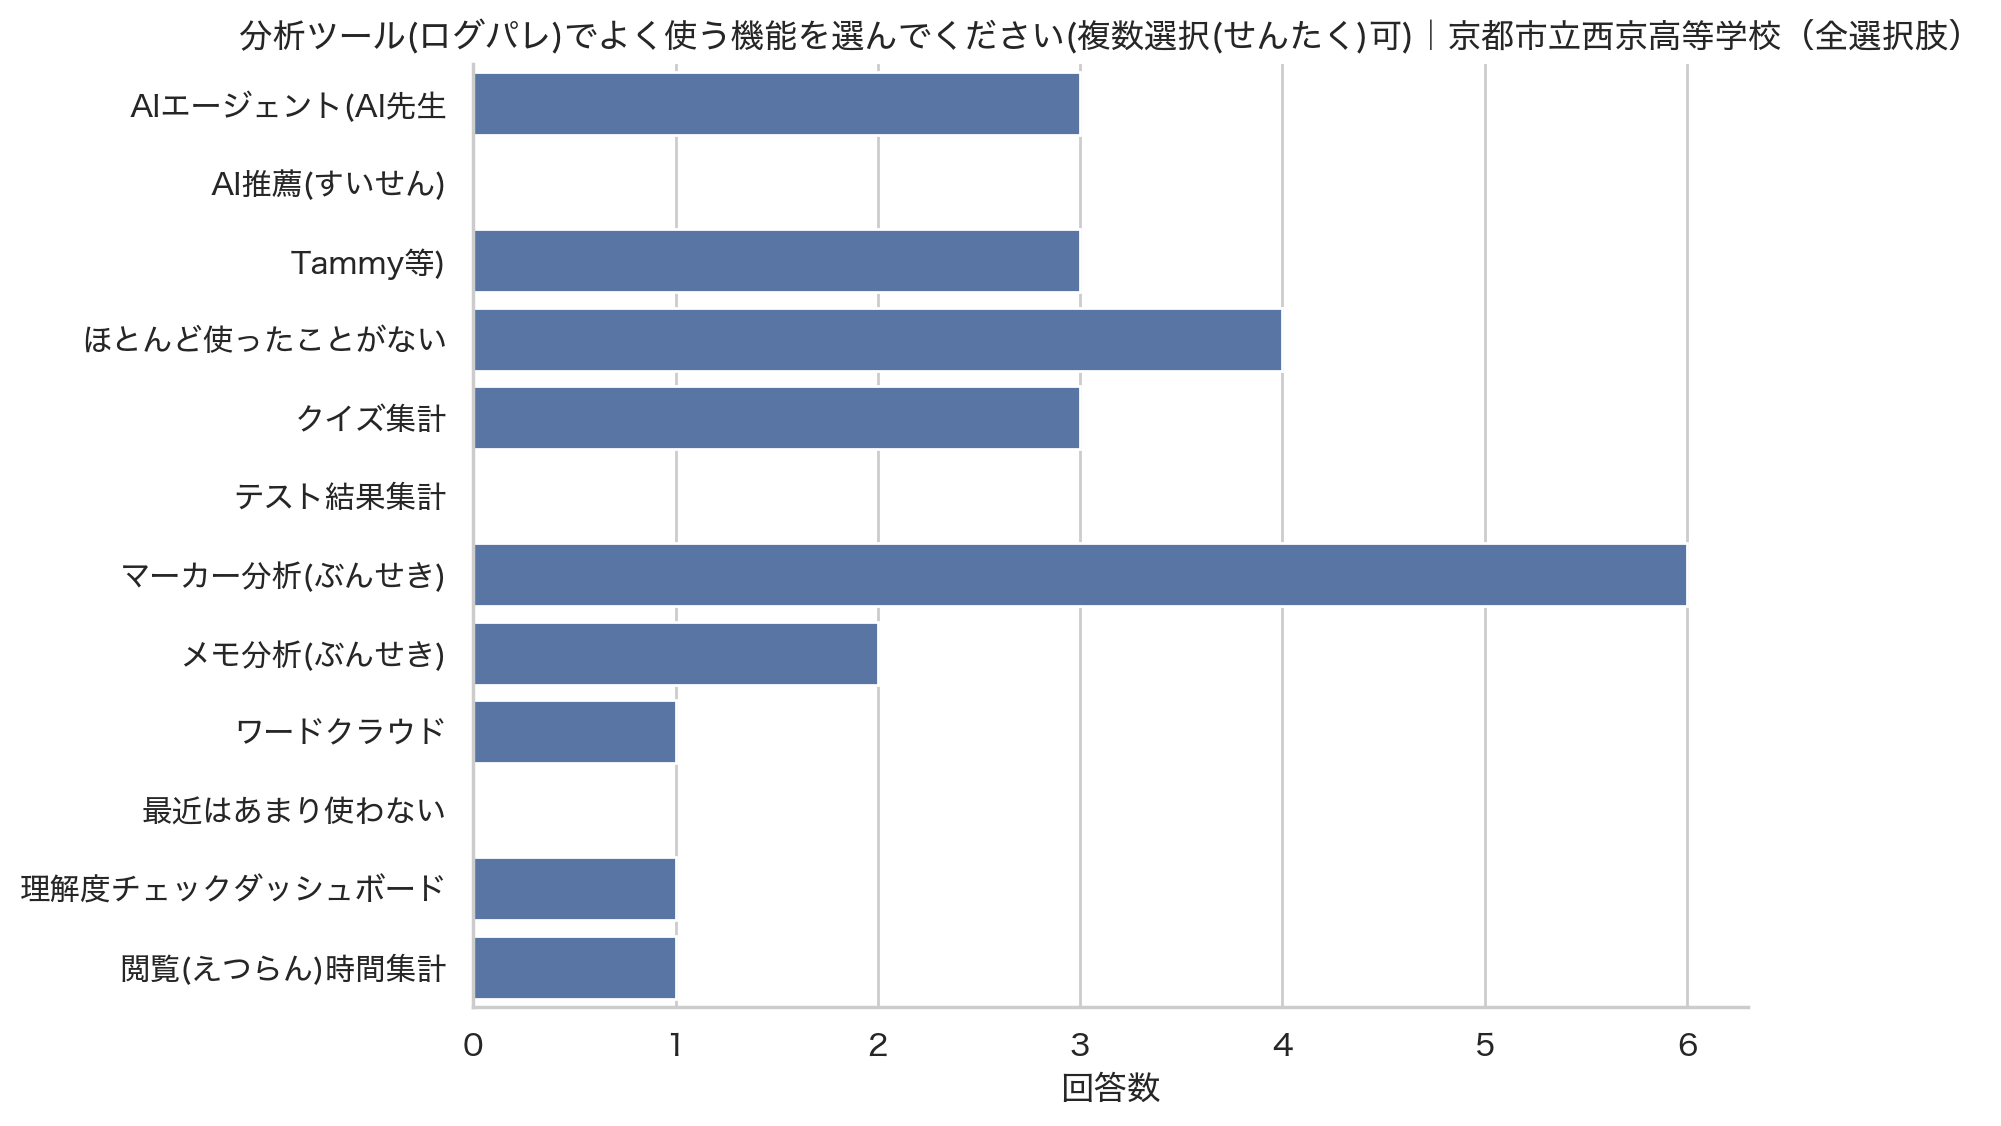 分析ツール(ログパレ)でよく使う機能を選んでください(複数選択(せんたく)可)｜京都市立西京高等学校（全選択肢）
AIエージェント(AI先生
AI推薦(すいせん)
Tammy等)
ほとんど使ったことがない
クイズ集計
テスト結果集計
マーカー分析(ぶんせき)
メモ分析(ぶんせき)
ワードクラウド
最近はあまり使わない
理解度チェックダッシュボード
閲覧(えつらん)時間集計
0 1 2 3 4 5 6
回答数